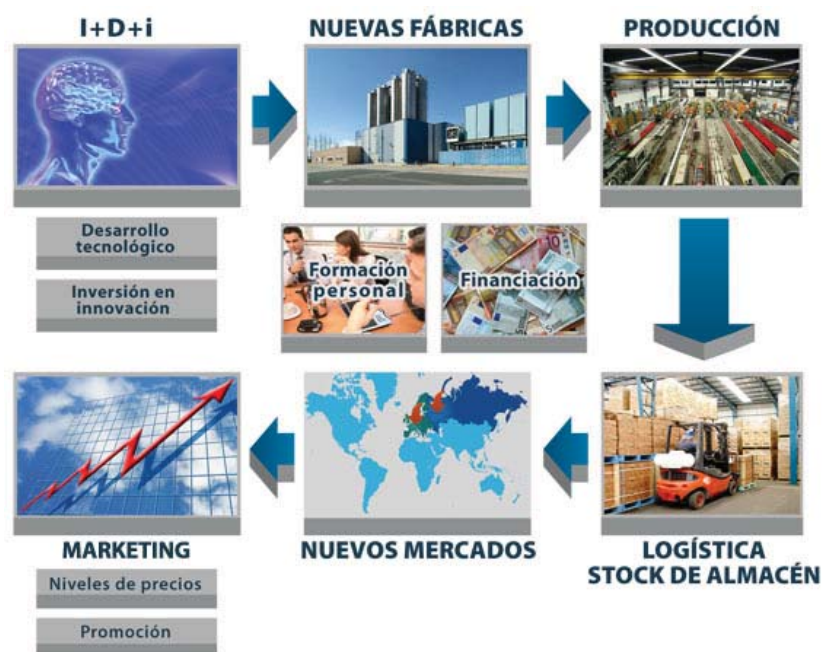 I+D+i
NUEVAS FÁBRICAS
PRODUCCIÓN
Desarrollo
tecnológico
Inversión en
innovación
Formación
personal
Financiación
MARKETING
NUEVOS MERCADOS
LOGÍSTICA
STOCK DE ALMACÉN
Niveles de precios
Promoción